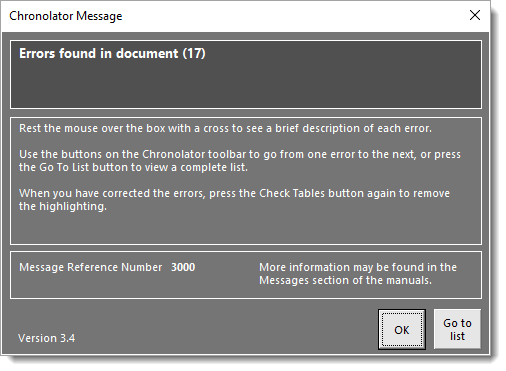 Chronolator Message
Errors found in document (17)
Rest the mouse over the box with a cross to see a brief description of each error.
Use the buttons on the Chronolator toolbar to go from one error to the next, or press
the Go To List button to view a complete list.
When you have corrected the errors, press the Check Tables button again to remove
the highlighting.
Message Reference Number 3000
More information may be found in the
Messages section of the manuals.
Version 3.4
OK
Go to
list